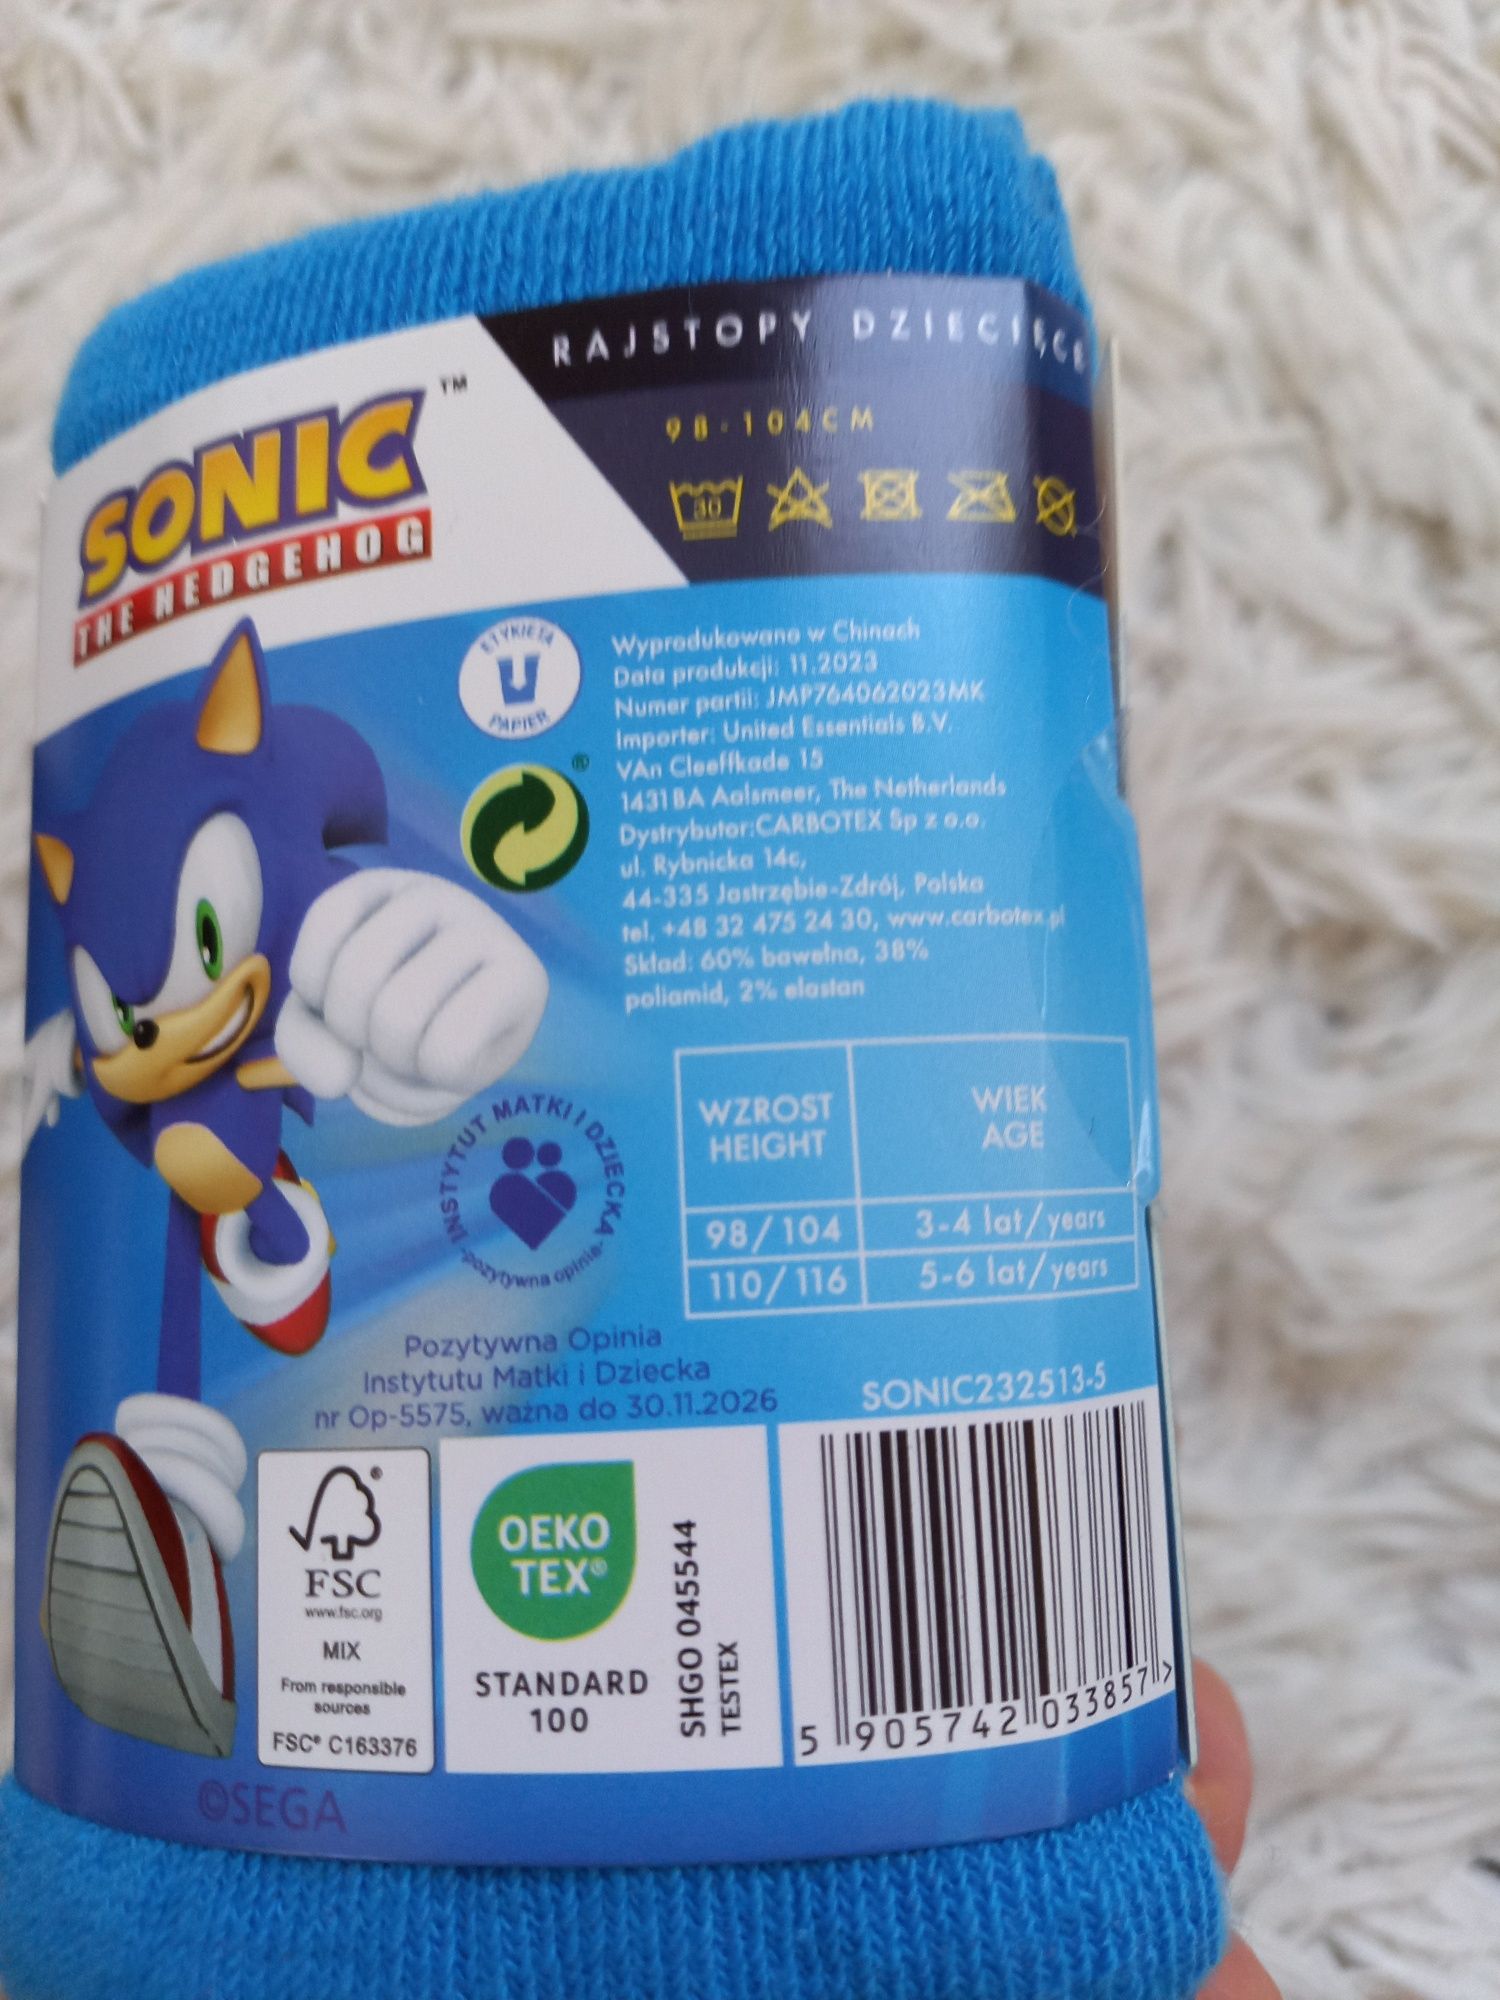 RAJSTOPY DZIECIĘCE
SONIC™
THE HEDGEHOG
98-104CM
30
ETYKIETA
PAPIER
Wyprodukowano w Chinach
Data produkcji: 11.2023
Numer partii: JMP764062023MK
Importer: United Essentials B.V.
VAn Cleeffkade 15
1431BA Aalsmeer, The Netherlands
Dystrybutor:CARBOTEX Sp z o.o.
ul. Rybnicka 14c,
44-335 Jastrzębie-Zdrój, Polska
tel. +48 32 475 24 30, www.carbotex.pl
Skład: 60% bawełna, 38%
poliamid, 2% elastan
®
WZROST WIEK
HEIGHT AGE
98/104 3-4 lat/years
110/116 5-6 lat/years
INSTYTUT MATKI I DZIECKA
pozytywna opinia
Pozytywna Opinia
Instytutu Matki i Dziecka
nr Op-5575, ważna do 30.11.2026
SONIC232513-5
®
FSC
www.fsc.org
MIX
From responsible
sources
FSC® C163376
OEKO
TEX®
STANDARD
100
SHGO 045544
TESTEX
5 905742 033857 >
©SEGA